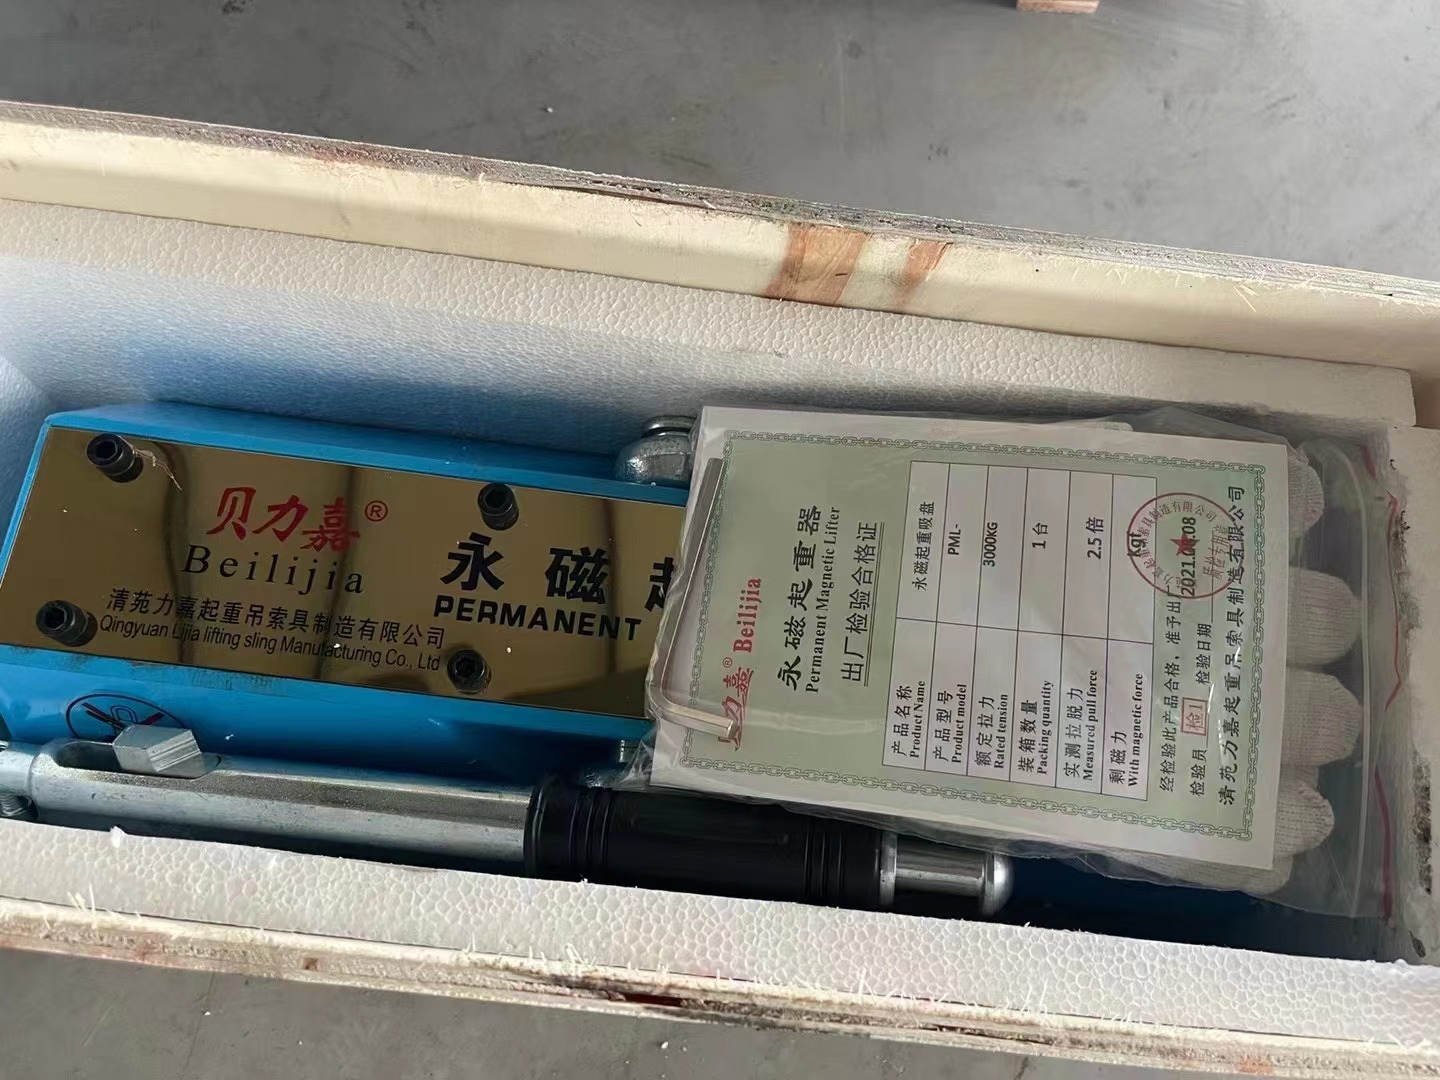 贝力嘉®
Beilijia
清苑力嘉起重吊索具制造有限公司
Qingyuan Lijia lifting sling Manufacturing Co., Ltd
永磁
PERMANENT
嘉® Beilijia
永磁起重器
Permanent Magnetic Lifter
出厂检验合格证
产品名称 永磁起重吸盘
Product Name
产品型号 PML-
Product model
额定拉力 3000KG
Rated tension
装箱数量 1台
Packing quantity
实测拉脱力 2.5倍
Measured pull force
剩磁力 Kgf
With magnetic force
经检验此产品合格，准予出厂
检验员 检1 检验日期 2021.08
清苑力嘉起重吊索具制造有限公司